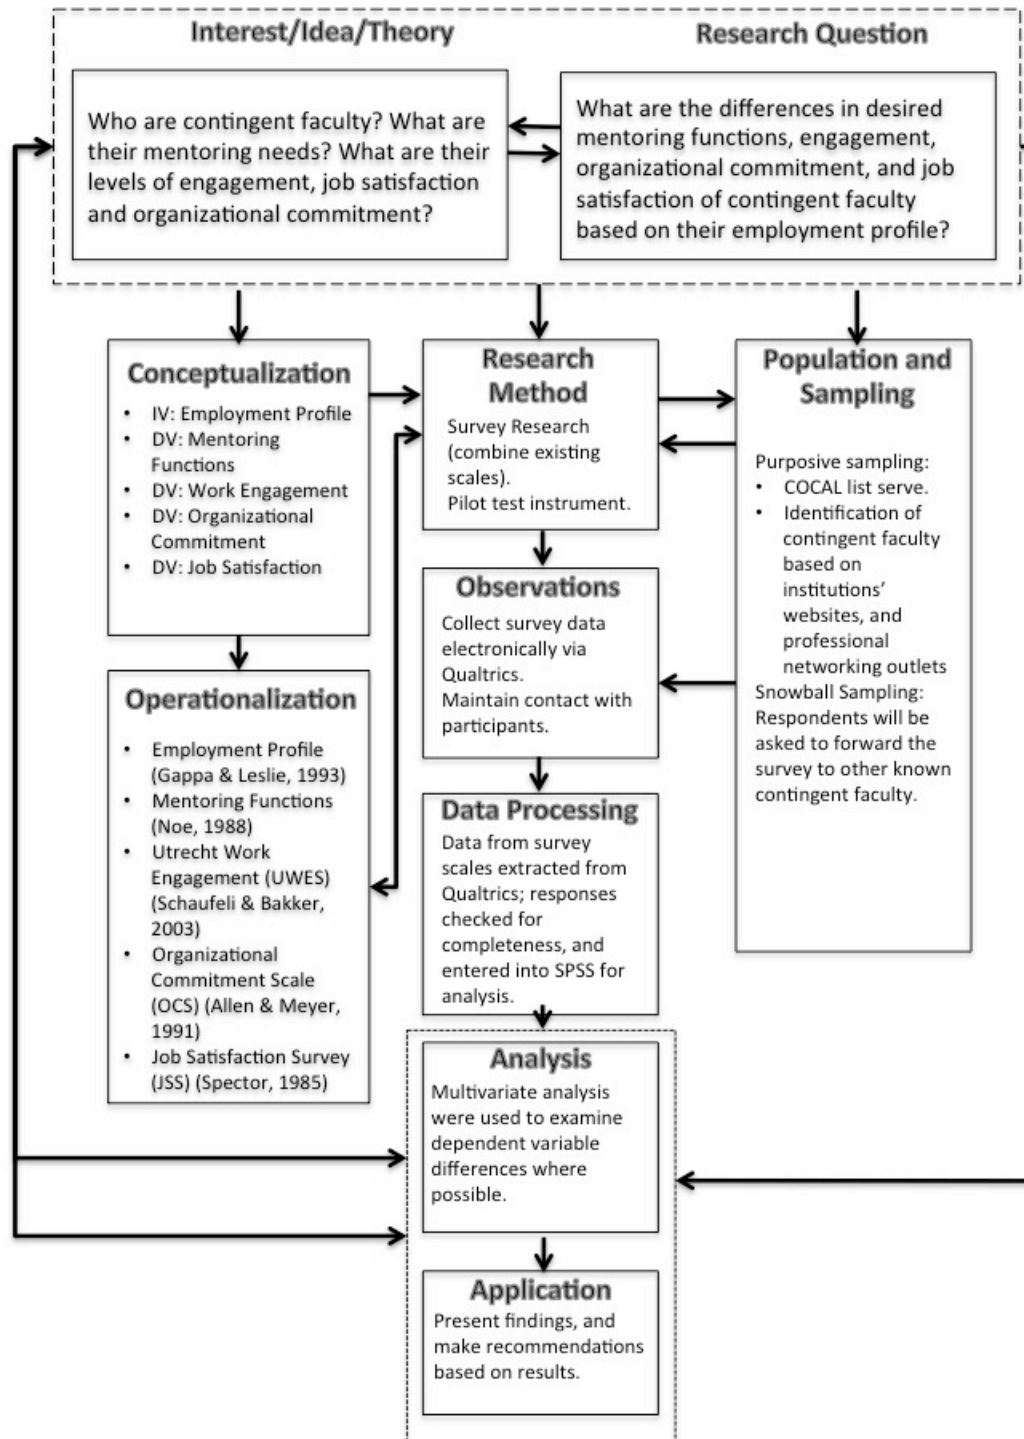 Interest/Idea/Theory
Research Question
Who are contingent faculty? What are
their mentoring needs? What are their
levels of engagement, job satisfaction
and organizational commitment?
What are the differences in desired
mentoring functions, engagement,
organizational commitment, and job
satisfaction of contingent faculty
based on their employment profile?
Conceptualization
• IV: Employment Profile
• DV: Mentoring
Functions
• DV: Work Engagement
• DV: Organizational
Commitment
• DV: Job Satisfaction
Operationalization
• Employment Profile
(Gappa & Leslie, 1993)
• Mentoring Functions
(Noe, 1988)
• Utrecht Work
Engagement (UWES)
(Schaufeli & Bakker,
2003)
• Organizational
Commitment Scale
(OCS) (Allen & Meyer,
1991)
• Job Satisfaction Survey
(JSS) (Spector, 1985)
Research
Method
Survey Research
(combine existing
scales).
Pilot test instrument.
Observations
Collect survey data
electronically via
Qualtrics.
Maintain contact with
participants.
Data Processing
Data from survey
scales extracted from
Qualtrics; responses
checked for
completeness, and
entered into SPSS for
analysis.
Population and
Sampling
Purposive sampling:
• COCAL list serve.
• Identification of
contingent faculty
based on
institutions’
websites, and
professional
networking outlets
Snowball Sampling:
Respondents will be
asked to forward the
survey to other known
contingent faculty.
Analysis
Multivariate analysis
were used to examine
dependent variable
differences where
possible.
Application
Present findings, and
make recommendations
based on results.